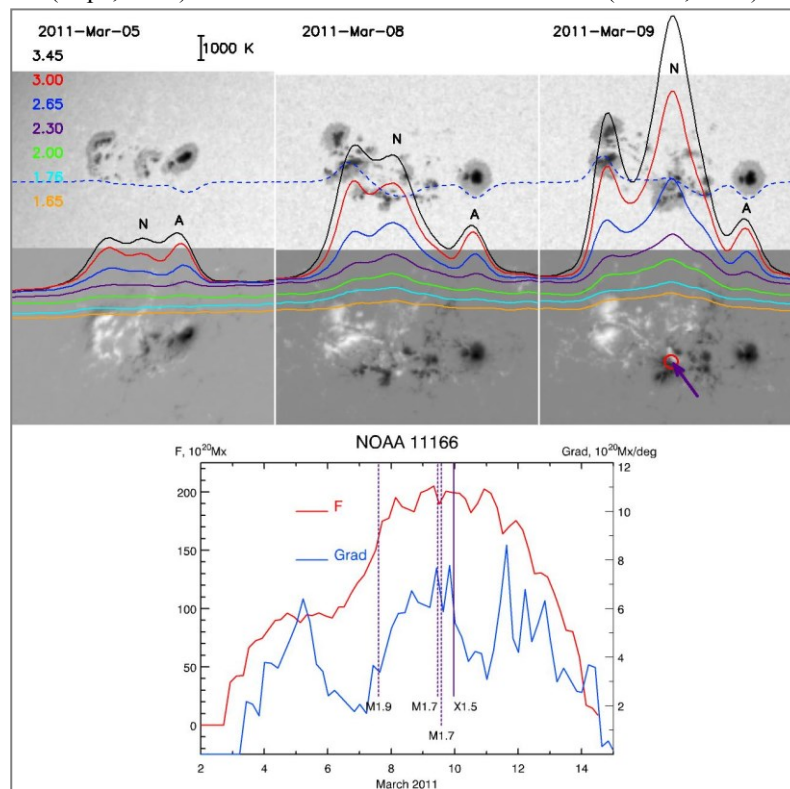 2011-Mar-05 1000 K 2011-Mar-08 2011-Mar-09
3.45
3.00
2.65
2.30
2.00
1.76
1.65
N A
N
A
N
A
NOAA 11166
F, 10²⁰Mx Grad, 10²⁰Mx/deg
F
Grad
200
150
100
50
0
12
10
8
6
4
2
M1.9 M1.7 X1.5
M1.7
2 4 6 8 10 12 14
March 2011